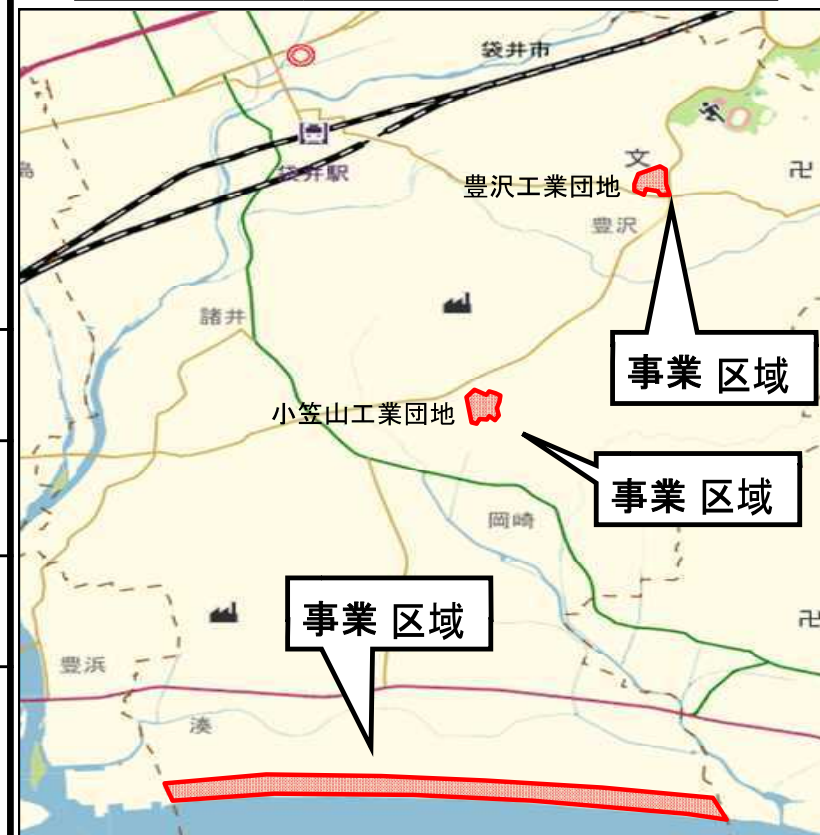 袋井市
袋井駅
文
豊沢工業団地
卍
豊沢
諸井
事業 区域
小笠山工業団地
事業 区域
岡崎
事業 区域
卍
豊浜
湊